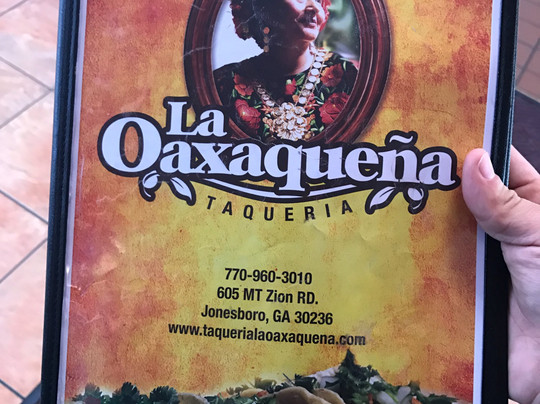 La
Oaxaqueña
TAQUERIA
770-960-3010
605 MT Zion RD.
Jonesboro, GA 30236
www.taquerialaoaxaquena.com